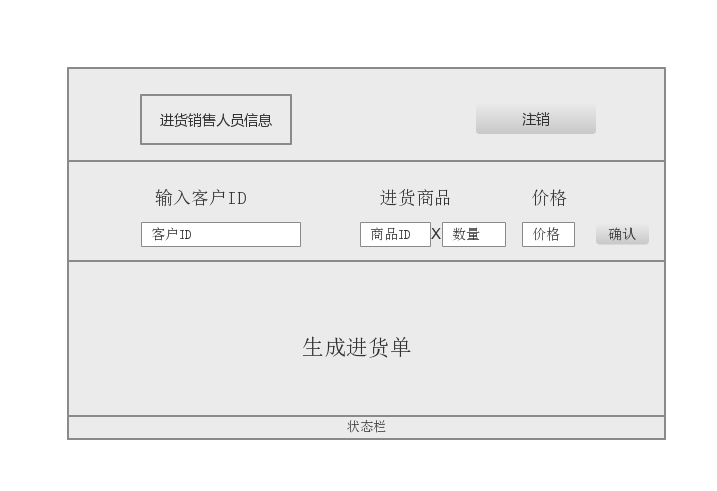 进货销售人员信息
注销
输入客户ID 进货商品 价格
客户ID 商品ID X 数量 价格 确认
生成进货单
状态栏